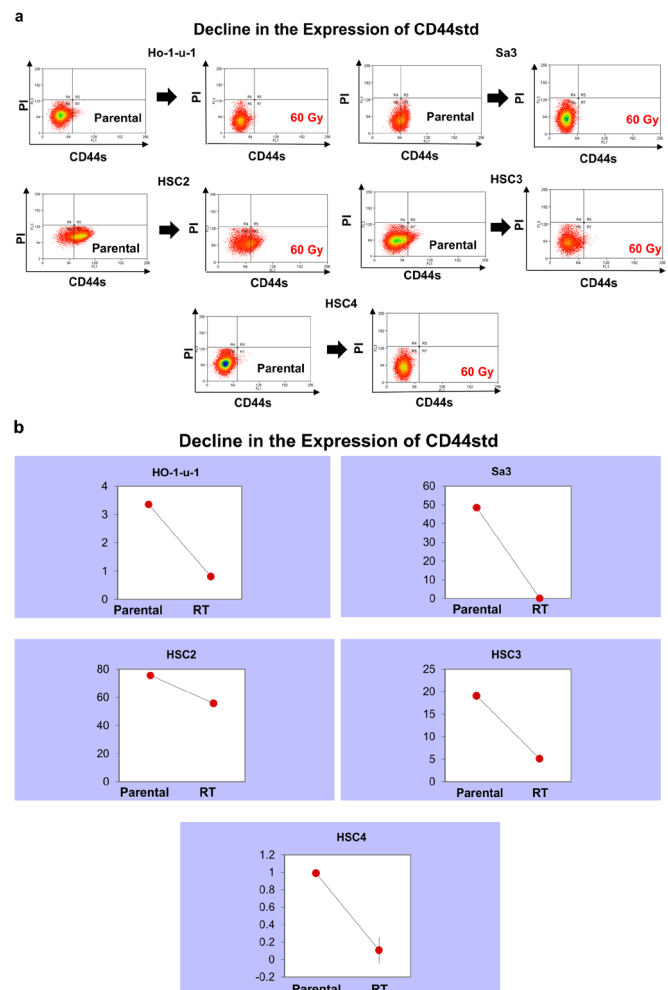 a
Decline in the Expression of CD44std
Ho-1-u-1
Sa3
PI
Parental
CD44s
PI
60 Gy
CD44s
PI
Parental
CD44s
PI
60 Gy
CD44s
HSC2
HSC3
PI
Parental
CD44s
PI
60 Gy
CD44s
PI
Parental
CD44s
PI
60 Gy
CD44s
HSC4
PI
Parental
CD44s
PI
60 Gy
CD44s
b
Decline in the Expression of CD44std
HO-1-u-1
4
3
2
1
0
Parental RT
Sa3
60
50
40
30
20
10
0
Parental RT
HSC2
80
60
40
20
0
Parental RT
HSC3
25
20
15
10
5
0
Parental RT
HSC4
1.2
1
0.8
0.6
0.4
0.2
0
-0.2
Parental RT